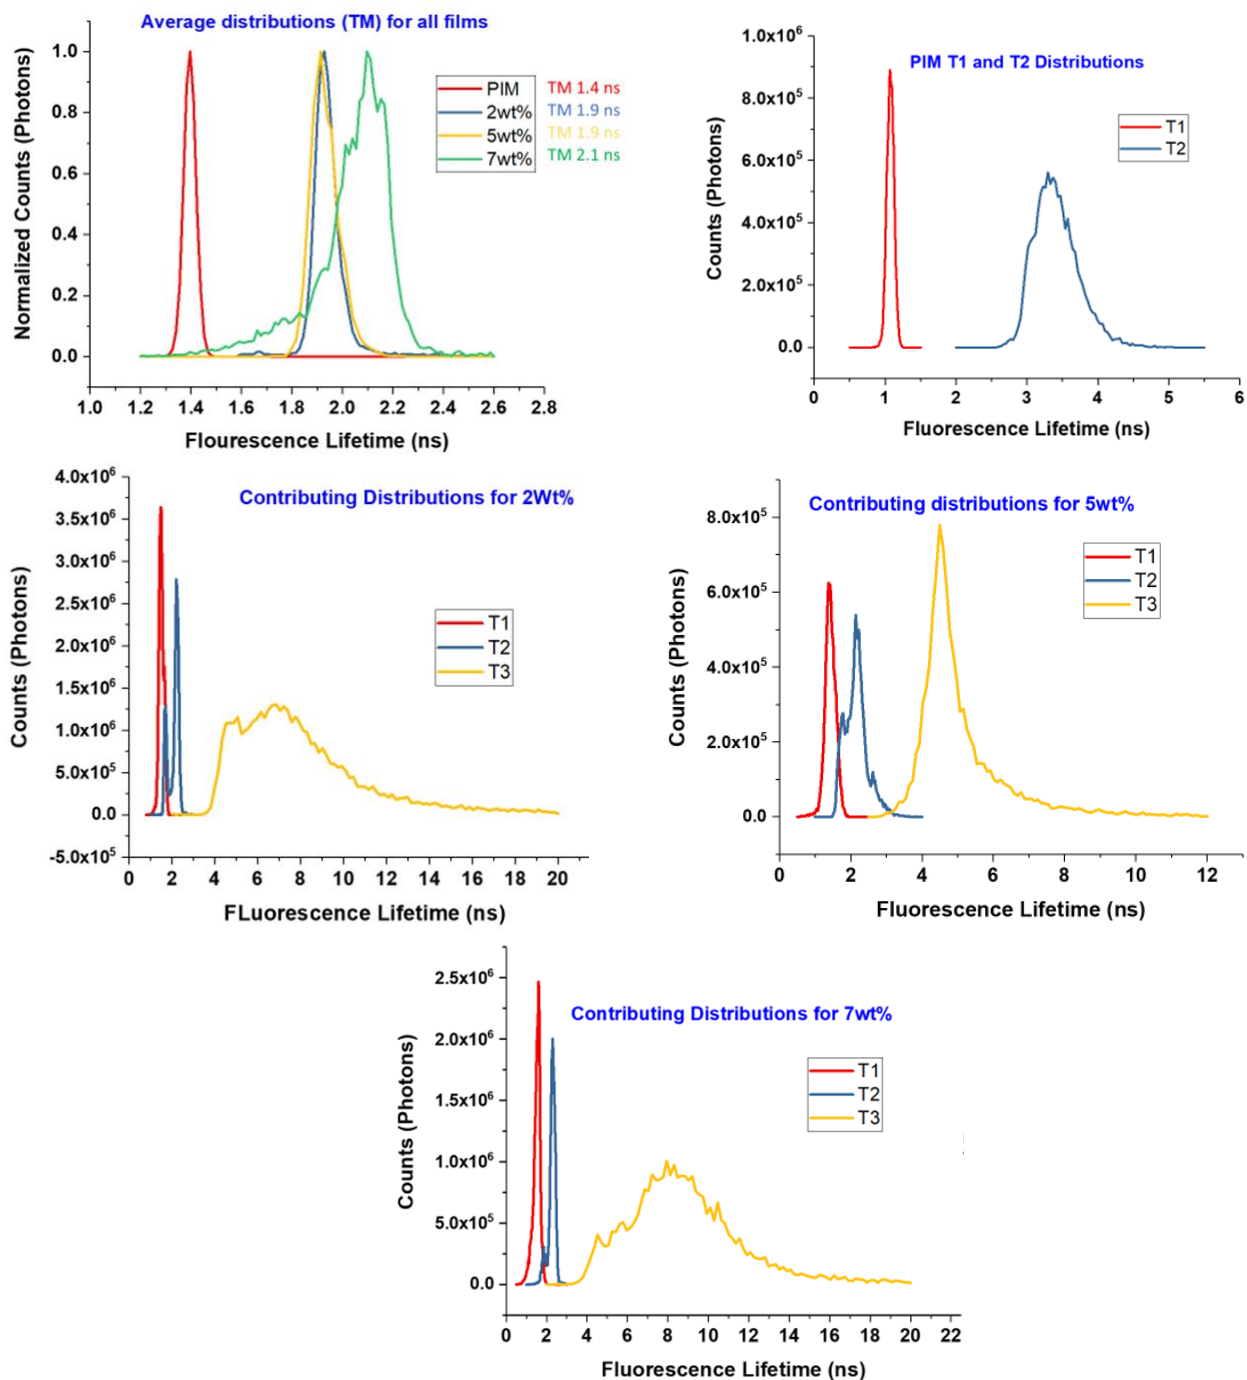 Average distributions (TM) for all films
Normalized Counts (Photons)
1.0
0.8
0.6
0.4
0.2
0.0
PIM TM 1.4 ns
2wt% TM 1.9 ns
5wt% TM 1.9 ns
7wt% TM 2.1 ns
1.0 1.2 1.4 1.6 1.8 2.0 2.2 2.4 2.6 2.8
Flourescence Lifetime (ns)
PIM T1 and T2 Distributions
Counts (Photons)
1.0x10⁶
8.0x10⁵
6.0x10⁵
4.0x10⁵
2.0x10⁵
0.0
T1
T2
0 1 2 3 4 5 6
Fluorescence Lifetime (ns)
Contributing Distributions for 2Wt%
Counts (Photons)
4.0x10⁶
3.5x10⁶
3.0x10⁶
2.5x10⁶
2.0x10⁶
1.5x10⁶
1.0x10⁶
5.0x10⁵
0.0
-5.0x10⁵
T1
T2
T3
0 2 4 6 8 10 12 14 16 18 20
FLuorescence Lifetime (ns)
Contributing distributions for 5wt%
Counts (Photons)
8.0x10⁵
6.0x10⁵
4.0x10⁵
2.0x10⁵
0.0
T1
T2
T3
0 2 4 6 8 10 12
Fluorescence Lifetime (ns)
Contributing Distributions for 7wt%
Counts (Photons)
2.5x10⁶
2.0x10⁶
1.5x10⁶
1.0x10⁶
5.0x10⁵
0.0
T1
T2
T3
0 2 4 6 8 10 12 14 16 18 20 22
Fluorescence Lifetime (ns)